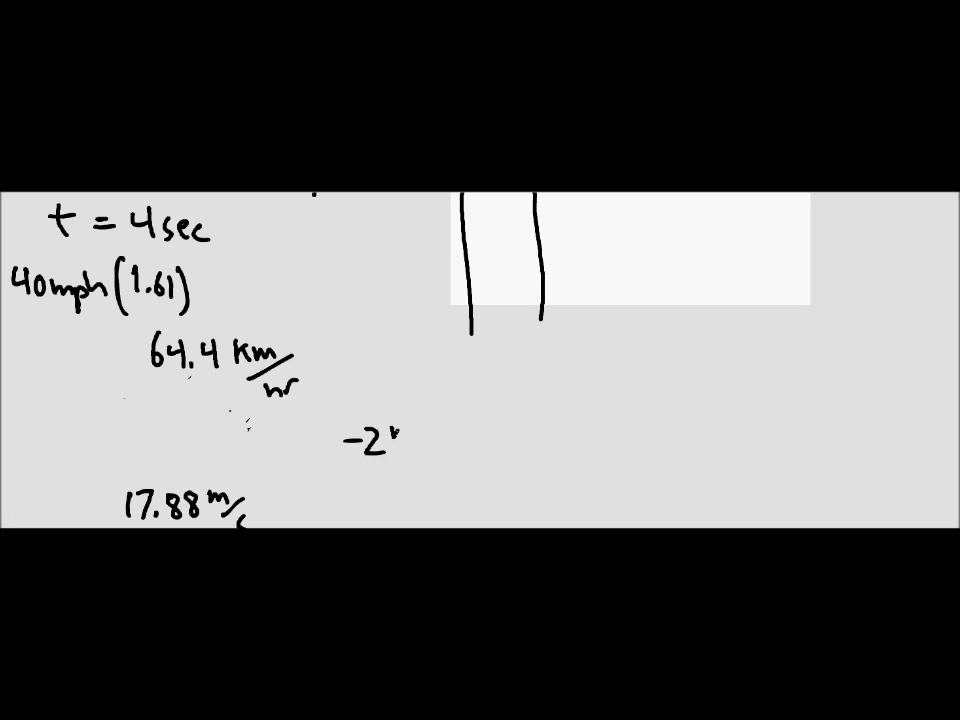 t = 4sec
40mph(1.61)
64.4 km/hr
-2
17.88 m/s